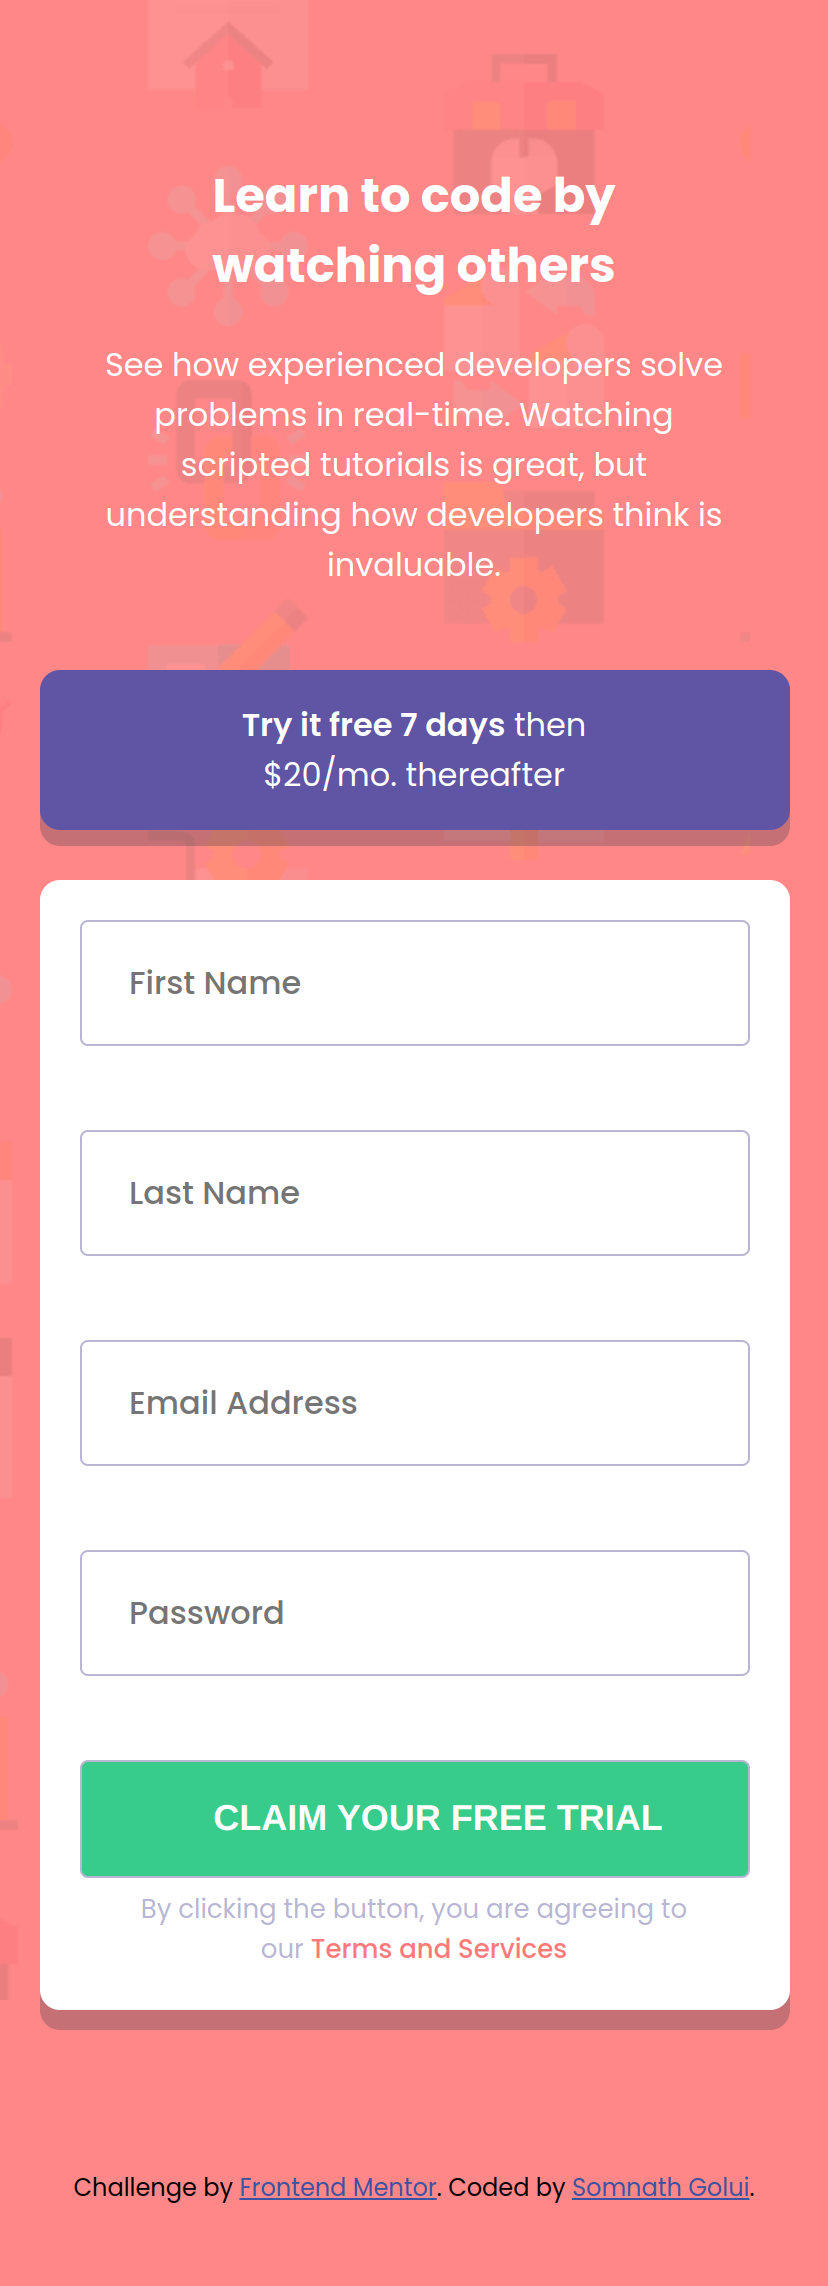 Learn to code by
watching others
See how experienced developers solve
problems in real-time. Watching
scripted tutorials is great, but
understanding how developers think is
invaluable.
Try it free 7 days then
$20/mo. thereafter
First Name
Last Name
Email Address
Password
CLAIM YOUR FREE TRIAL
By clicking the button, you are agreeing to
our Terms and Services
Challenge by Frontend Mentor. Coded by Somnath Golui.